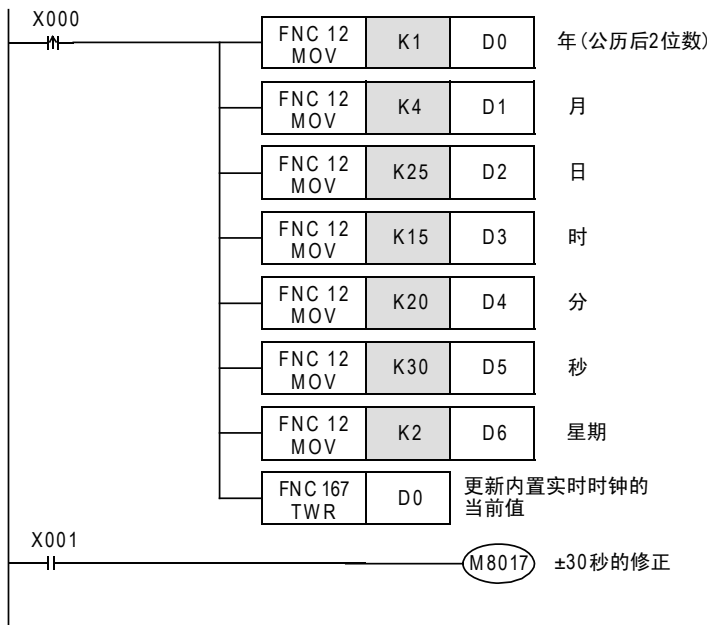 X000
FNC 12 MOV K1 D0 年(公历后2位数)
FNC 12 MOV K4 D1 月
FNC 12 MOV K25 D2 日
FNC 12 MOV K15 D3 时
FNC 12 MOV K20 D4 分
FNC 12 MOV K30 D5 秒
FNC 12 MOV K2 D6 星期
FNC 167 TWR D0 更新内置实时时钟的
当前值
X001
M8017 ±30秒的修正